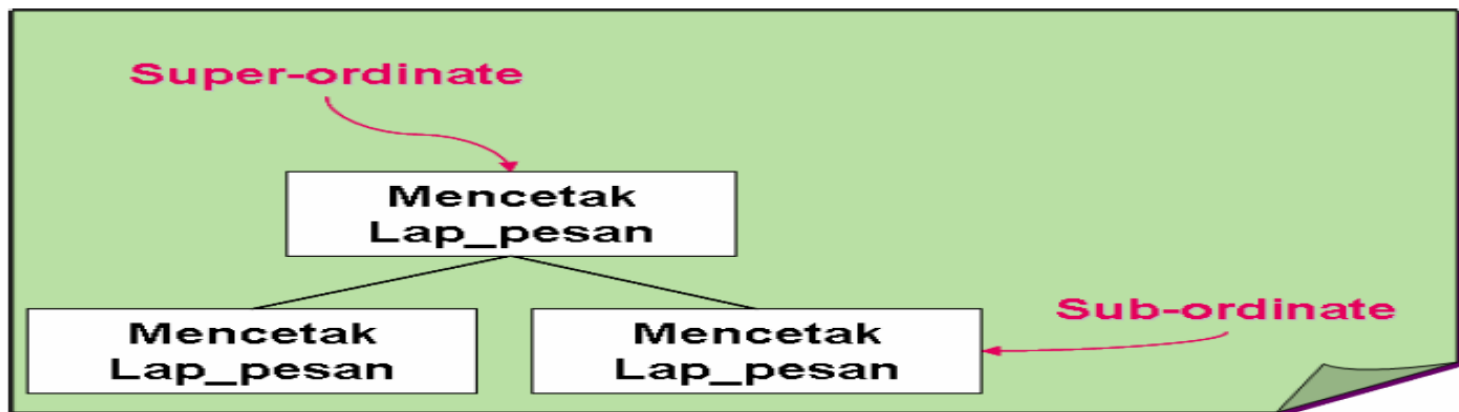 Super-ordinate
Mencetak
Lap_pesan
Mencetak
Lap_pesan
Mencetak
Lap_pesan
Sub-ordinate